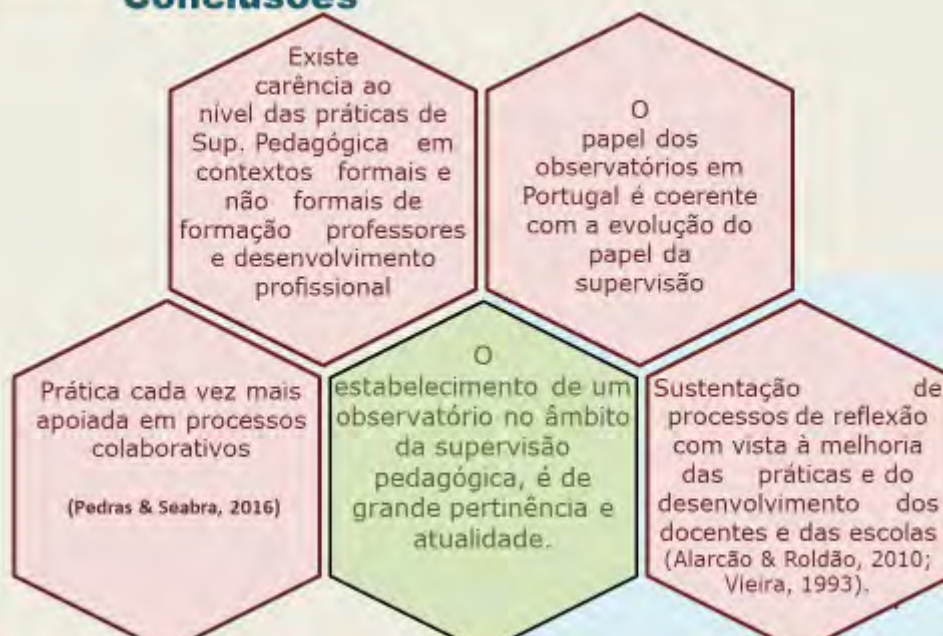 Conclusões
Existe
carência ao
nível das práticas de
Sup. Pedagógica em
contextos formais e
não formais de
formação professores
e desenvolvimento
profissional
O
papel dos
observatórios em
Portugal é coerente
com a evolução do
papel da
supervisão
Prática cada vez mais
apoiada em processos
colaborativos
(Pedras & Seabra, 2016)
O
estabelecimento de um
observatório no âmbito
da supervisão
pedagógica, é de
grande pertinência e
atualidade.
Sustentação de
processos de reflexão
com vista à melhoria
das práticas e do
desenvolvimento dos
docentes e das escolas
(Alarcão & Roldão, 2010;
Vieira, 1993).